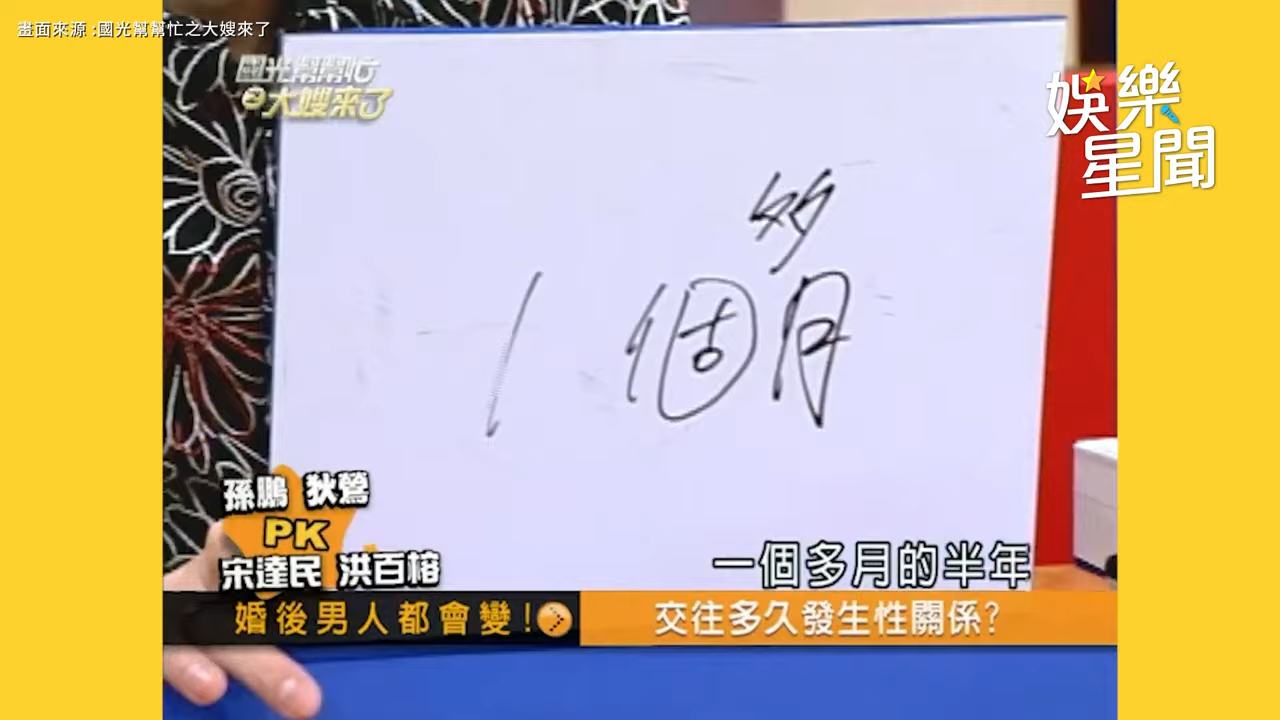 畫面來源 :國光幫幫忙之大嫂來了
國光幫幫忙
之大嫂來了
娛樂
星聞
多
1 個月
孫鵬 狄鶯
PK
宋達民 洪百榕
一個多月的半年
婚後男人都會變!
交往多久發生性關係?